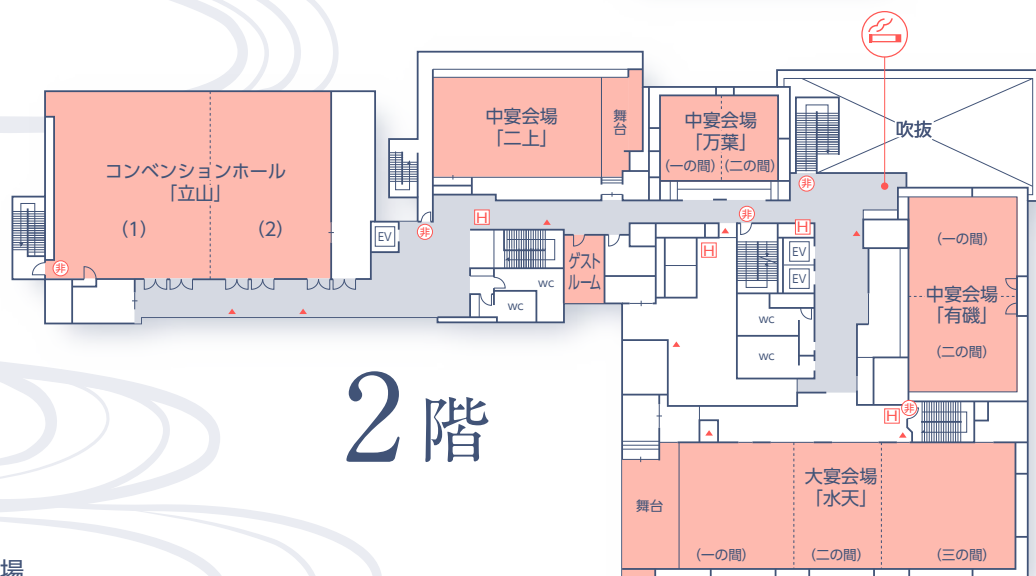 コンベンションホール
「立山」
(1)
(2)
非
EV
非
中宴会場
「二上」
舞台
H
WC
WC
ゲスト
ルーム
中宴会場
「万葉」
(一の間)
(二の間)
吹抜
非
非
H
H
EV
EV
WC
WC
(一の間)
中宴会場
「有磯」
(二の間)
H
非
2階
大宴会場
「水天」
舞台
(一の間)
(二の間)
(三の間)
場